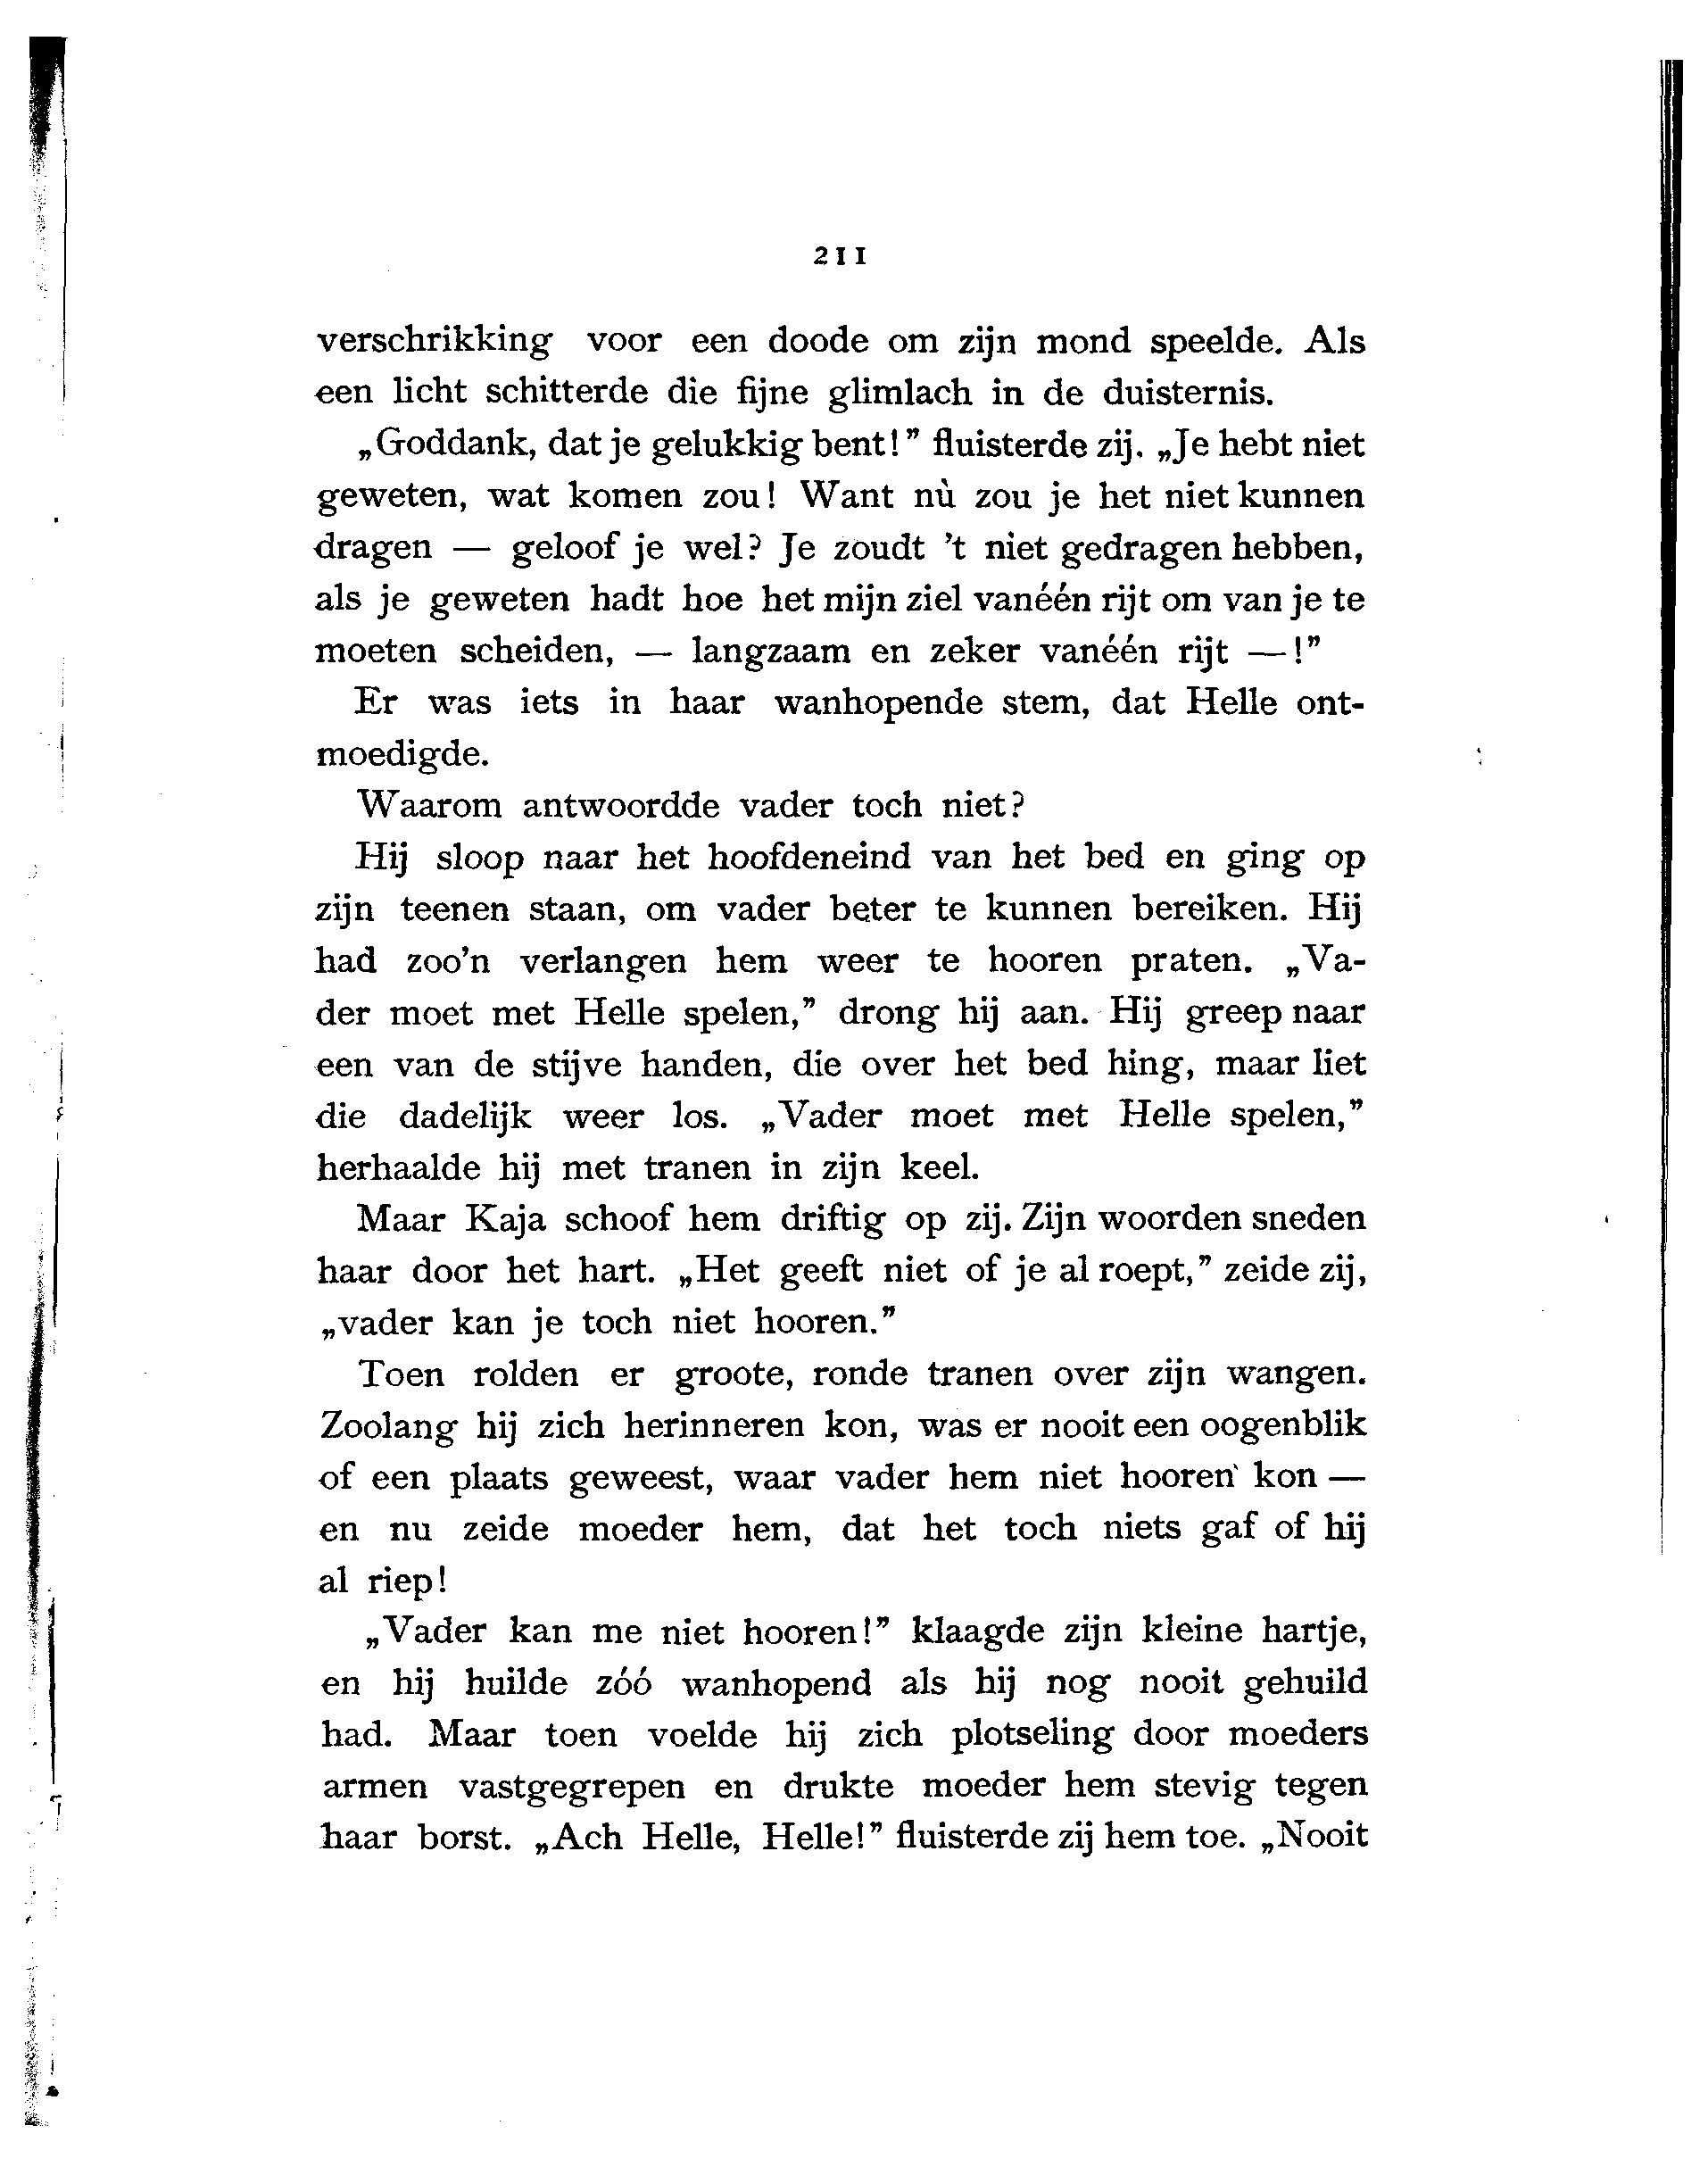 211
verschrikking voor een doode om zijn mond speelde. Als
een licht schitterde die fijne glimlach in de duisternis.
„Goddank, dat je gelukkig bent!” fluisterde zij. „Je hebt niet
geweten, wat komen zou! Want nù zou je het niet kunnen
dragen — geloof je wel? Je zoudt 't niet gedragen hebben,
als je geweten hadt hoe het mijn ziel vanéén rijt om van je te
moeten scheiden, — langzaam en zeker vanéén rijt —!”
Er was iets in haar wanhopende stem, dat Helle ont-
moedigde.
Waarom antwoordde vader toch niet?
Hij sloop naar het hoofdeneind van het bed en ging op
zijn teenen staan, om vader beter te kunnen bereiken. Hij
had zoo'n verlangen hem weer te hooren praten. „Va-
der moet met Helle spelen,” drong hij aan. Hij greep naar
een van de stijve handen, die over het bed hing, maar liet
die dadelijk weer los. „Vader moet met Helle spelen,”
herhaalde hij met tranen in zijn keel.
Maar Kaja schoof hem driftig op zij. Zijn woorden sneden
haar door het hart. „Het geeft niet of je al roept,” zeide zij,
„vader kan je toch niet hooren.”
Toen rolden er groote, ronde tranen over zijn wangen.
Zoolang hij zich herinneren kon, was er nooit een oogenblik
of een plaats geweest, waar vader hem niet hooren kon —
en nu zeide moeder hem, dat het toch niets gaf of hij
al riep!
„Vader kan me niet hooren!” klaagde zijn kleine hartje,
en hij huilde zóó wanhopend als hij nog nooit gehuild
had. Maar toen voelde hij zich plotseling door moeders
armen vastgegrepen en drukte moeder hem stevig tegen
haar borst. „Ach Helle, Helle!” fluisterde zij hem toe. „Nooit